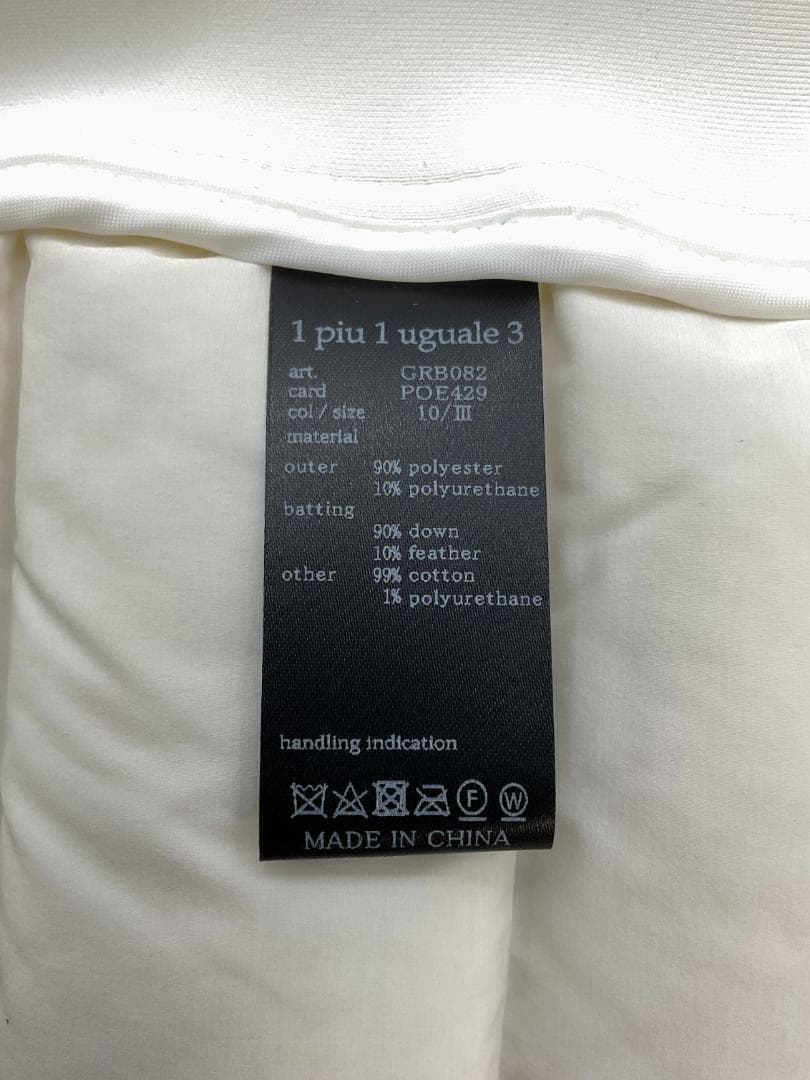 1 piu 1 uguale 3
art. GRB082
card POE429
col / size 10/Ⅲ
material
outer 90% polyester
10% polyurethane
batting
90% down
10% feather
other 99% cotton
1% polyurethane
handling indication
F W
MADE IN CHINA